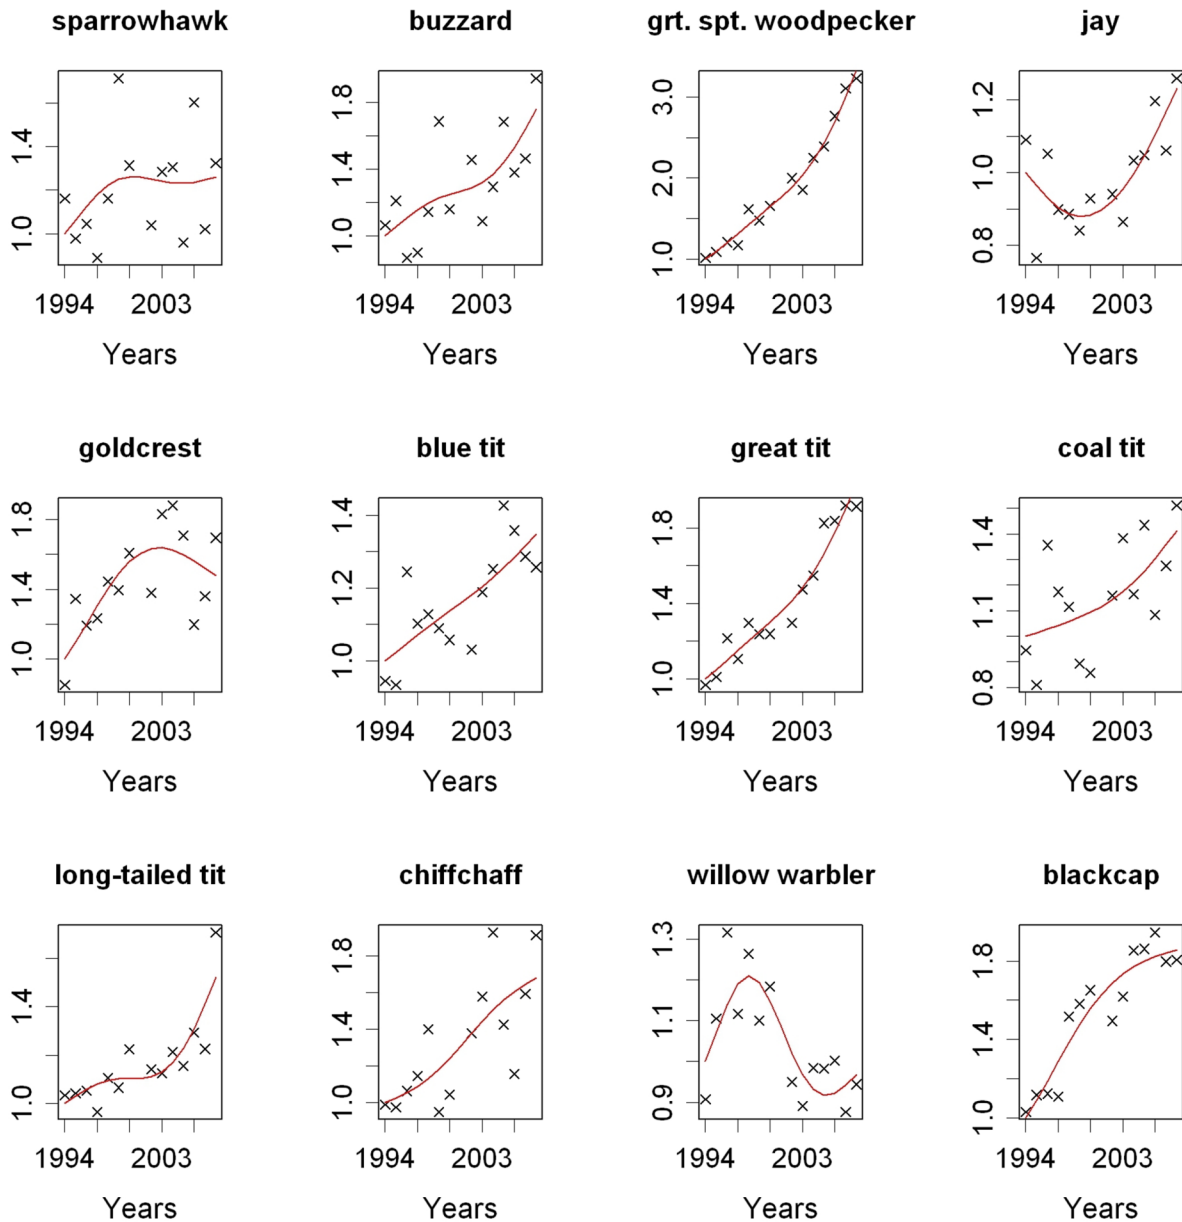 sparrowhawk buzzard grt. spt. woodpecker jay
1.0 1.4
1994 2003
Years
1.0 1.4 1.8
1994 2003
Years
1.0 2.0 3.0
1994 2003
Years
0.8 1.0 1.2
1994 2003
Years
goldcrest blue tit great tit coal tit
1.0 1.4 1.8
1994 2003
Years
1.0 1.2 1.4
1994 2003
Years
1.0 1.4 1.8
1994 2003
Years
0.8 1.1 1.4
1994 2003
Years
long-tailed tit chiffchaff willow warbler blackcap
1.0 1.4
1994 2003
Years
1.0 1.4 1.8
1994 2003
Years
0.9 1.1 1.3
1994 2003
Years
1.0 1.4 1.8
1994 2003
Years